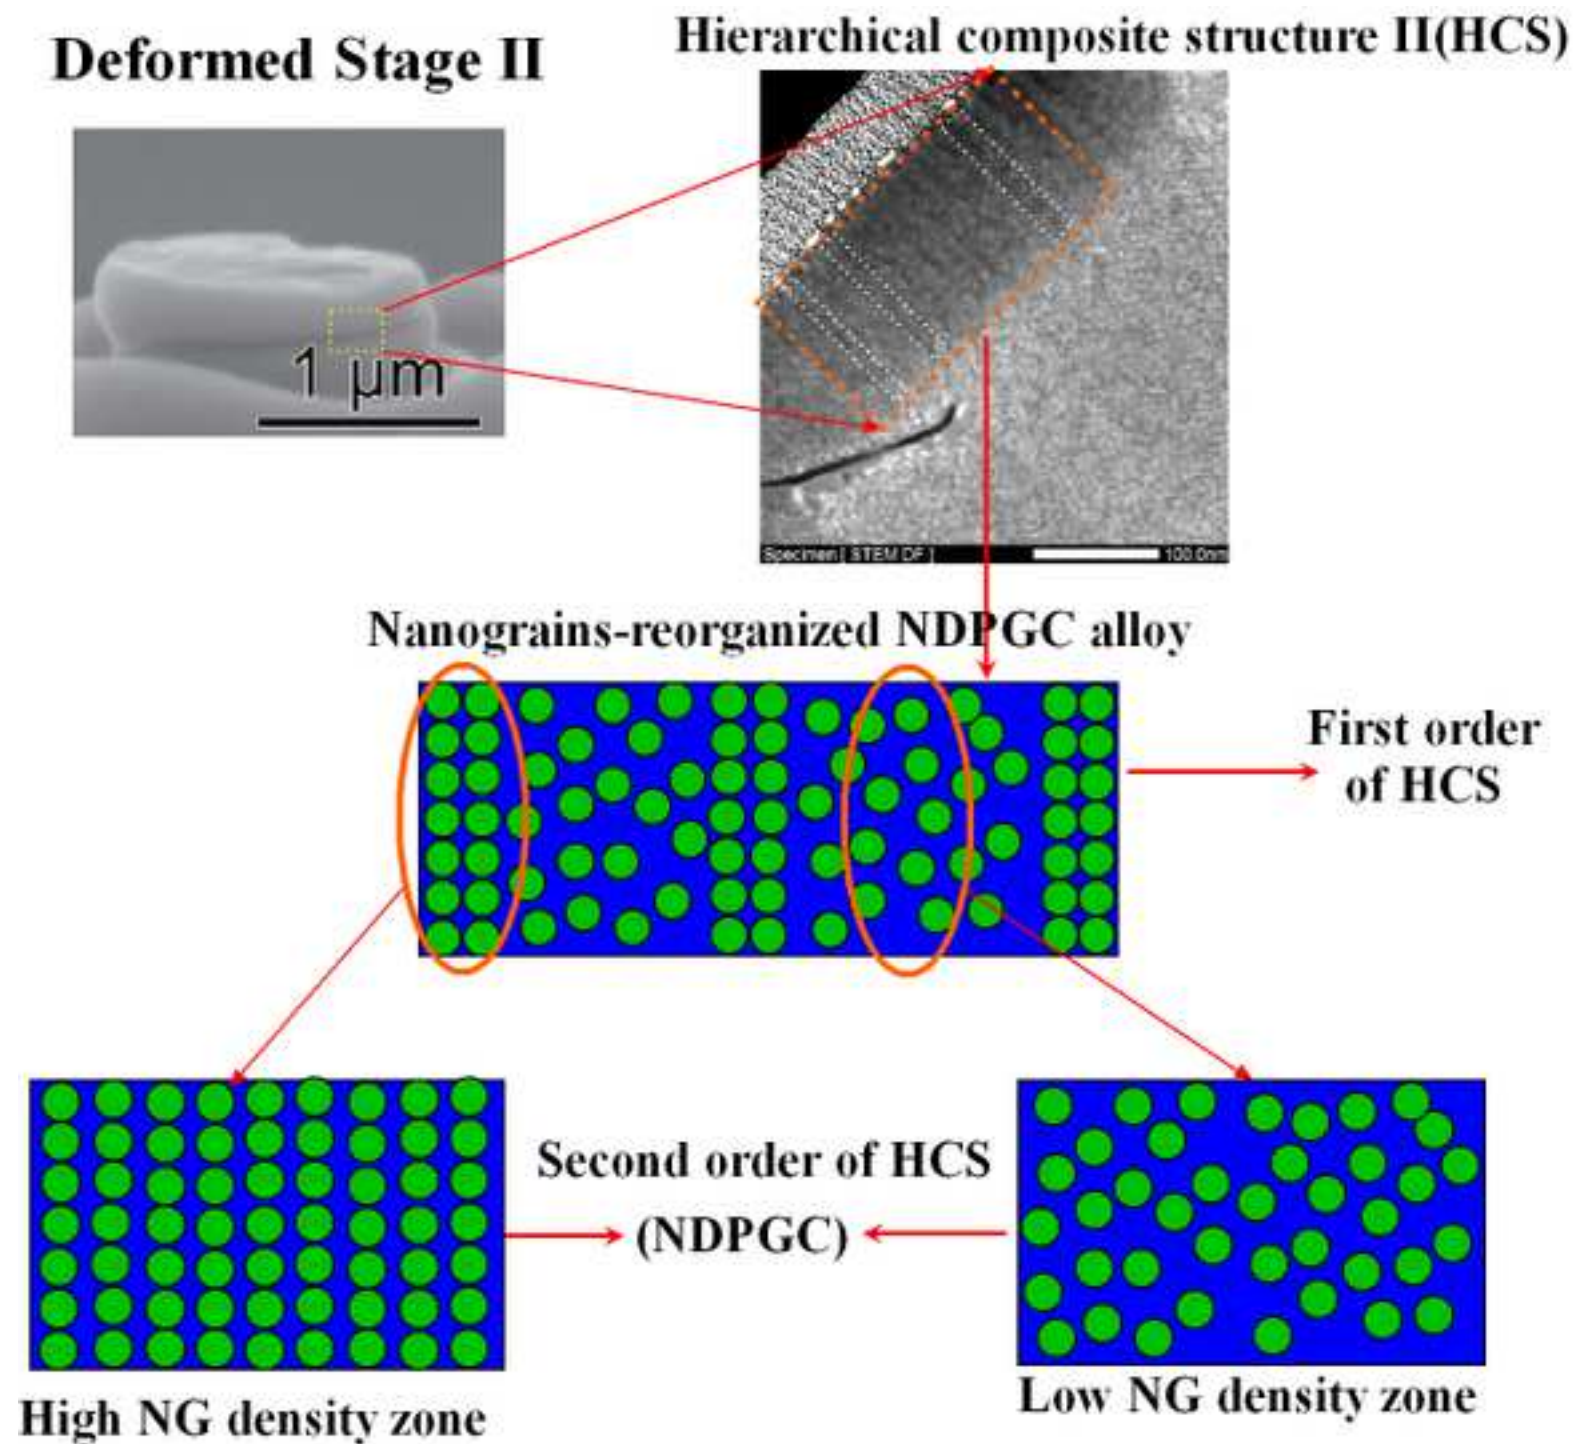 Deformed Stage II
Hierarchical composite structure II(HCS)
1 μm
Specimen [ STEM DF ]
100.0nm
Nanograins-reorganized NDPGC alloy
First order
of HCS
Second order of HCS
(NDPGC)
High NG density zone
Low NG density zone